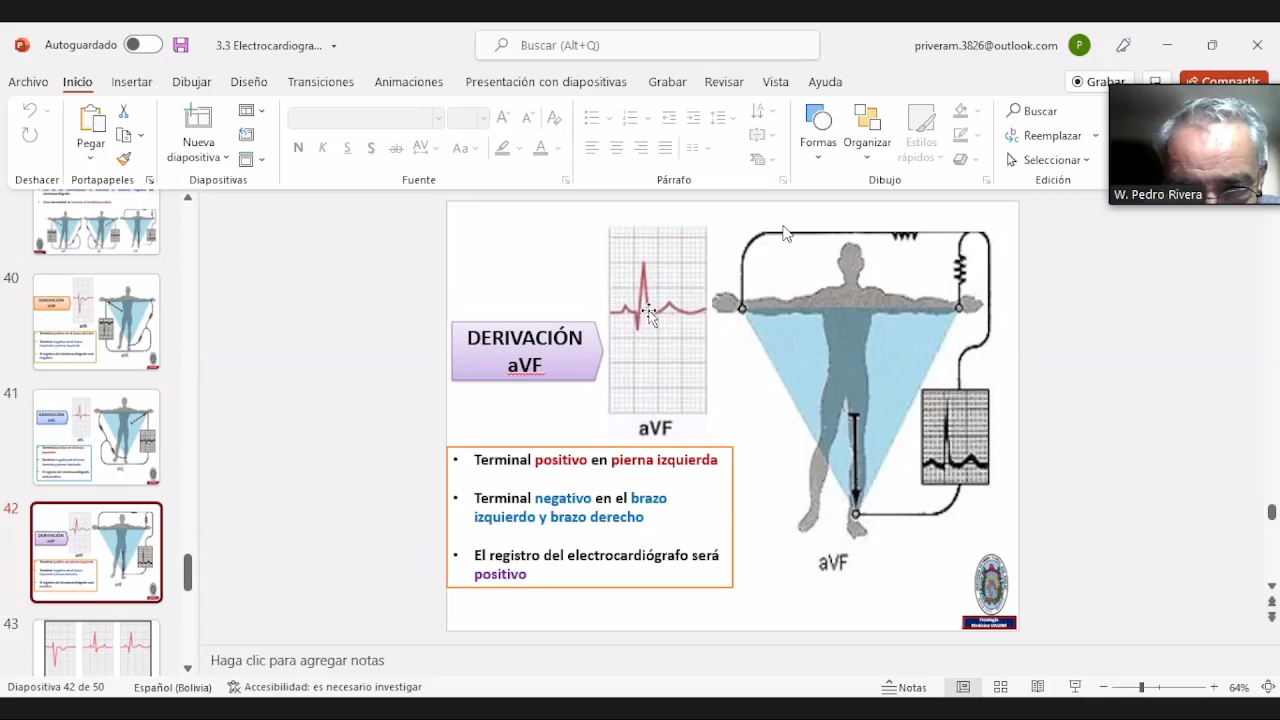 Autoguardado
3.3 Electrocardiogra...
Buscar (Alt+Q)
priveram.3826@outlook.com
P
Archivo Inicio Insertar Dibujar Diseño Transiciones Animaciones Presentación con diapositivas Grabar Revisar Vista Ayuda
Grabar
Compartir
Pegar
Nueva
diapositiva
Formas
Organizar
Estilos
rápidos
Buscar
Reemplazar
Seleccionar
Deshacer Portapapeles Diapositivas Fuente Párrafo Dibujo Edición
W. Pedro Rivera
40
41
42
43
DERIVACIÓN
aVF
aVF
• Terminal positivo en pierna izquierda
• Terminal negativo en el brazo
izquierdo y brazo derecho
• El registro del electrocardiógrafo será
positivo
aVF
Fisiología
Medicina UAGRM
Haga clic para agregar notas
Diapositiva 42 de 50
Español (Bolivia)
Accesibilidad: es necesario investigar
Notas
64%